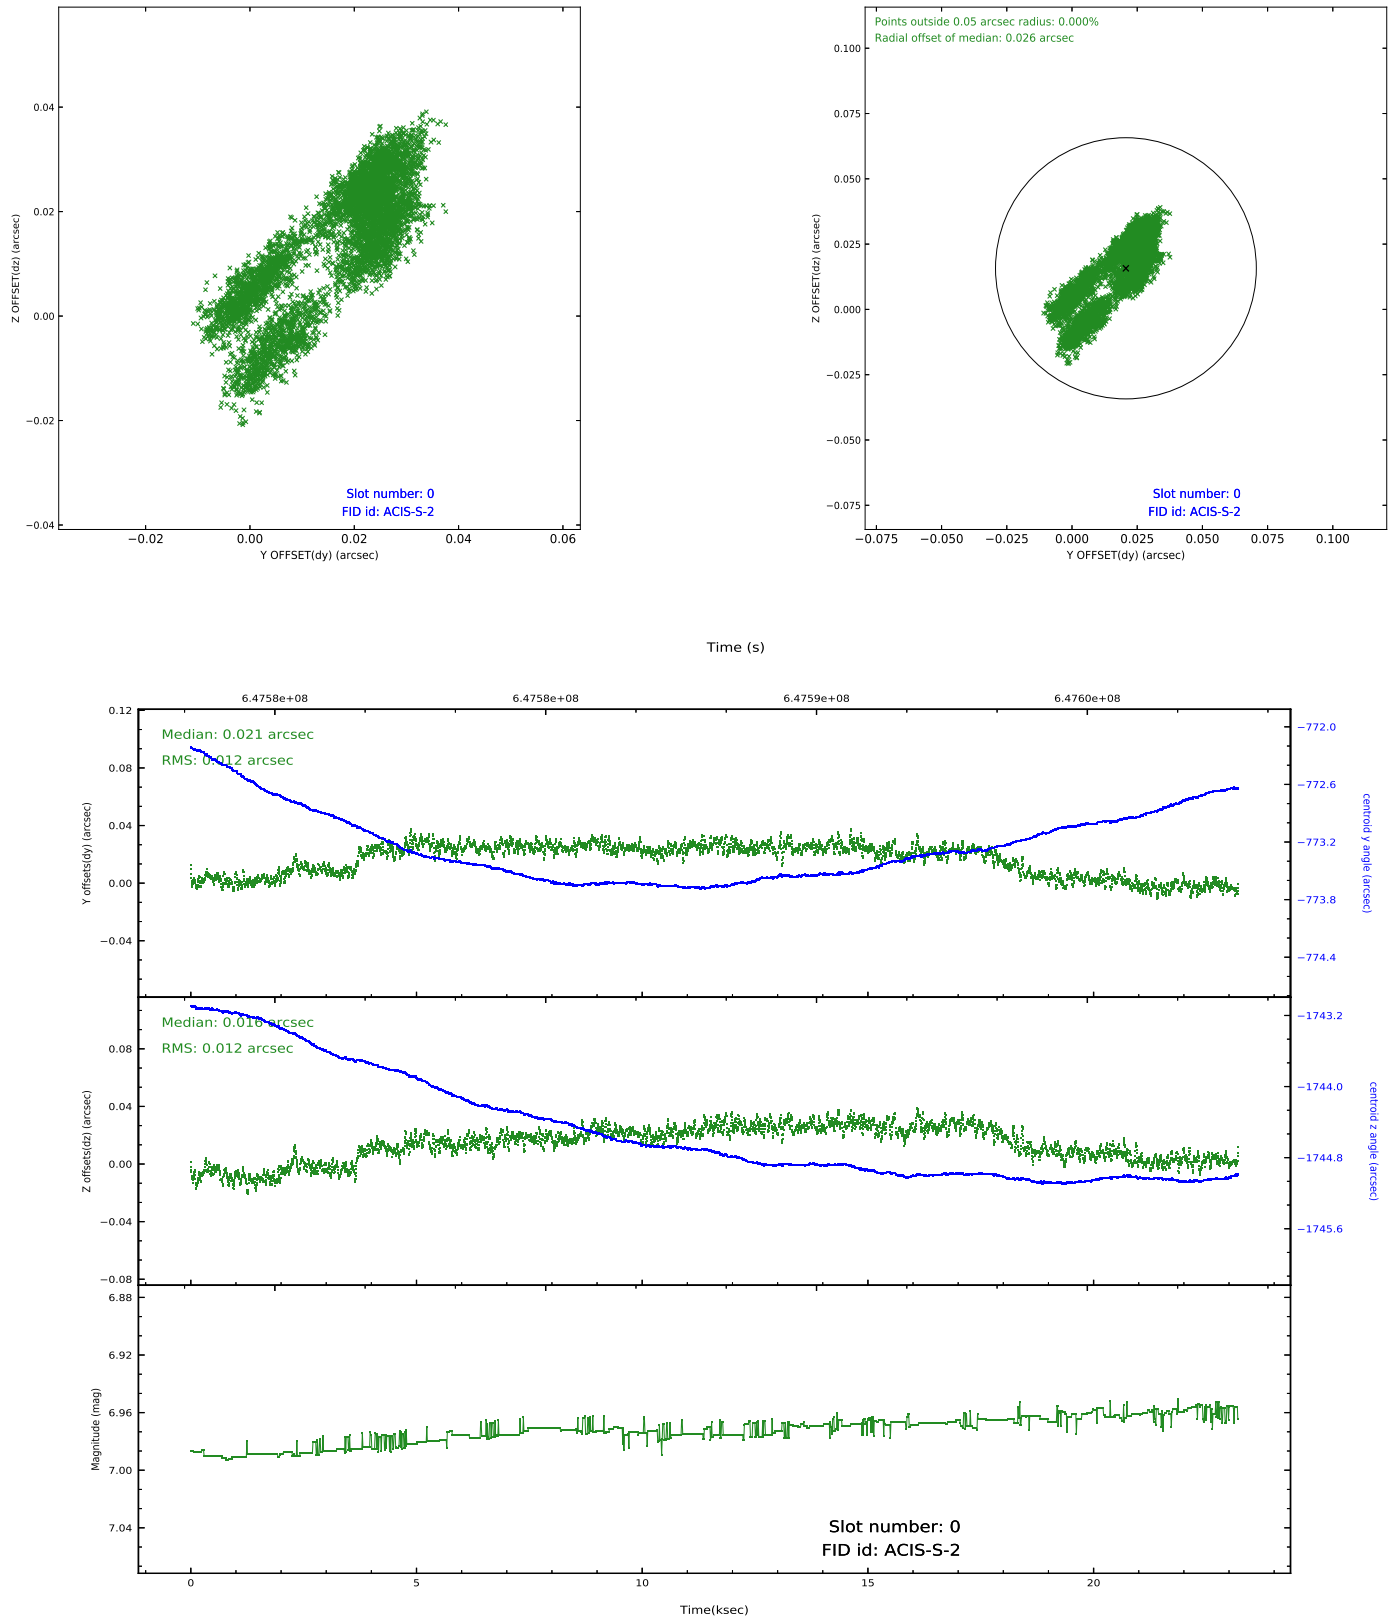 0.04
0.02
0.00
−0.02
−0.04
−0.02
0.00
0.02
0.04
0.06
Z OFFSET(dz) (arcsec)
Y OFFSET(dy) (arcsec)
Slot number: 0
FID id: ACIS-S-2
Points outside 0.05 arcsec radius: 0.000%
Radial offset of median: 0.026 arcsec
0.100
0.075
0.050
0.025
0.000
−0.025
−0.050
−0.075
−0.075
−0.050
−0.025
0.000
0.025
0.050
0.075
0.100
Z OFFSET(dz) (arcsec)
Y OFFSET(dy) (arcsec)
Slot number: 0
FID id: ACIS-S-2
Time (s)
6.4758e+08
6.4758e+08
6.4759e+08
6.4760e+08
0.12
0.08
0.04
0.00
−0.04
Y offsets(dy) (arcsec)
Median: 0.021 arcsec
RMS: 0.012 arcsec
−772.0
−772.6
−773.2
−773.8
−774.4
centroid y angle (arcsec)
0.08
0.04
0.00
−0.04
−0.08
Z offsets(dz) (arcsec)
Median: 0.016 arcsec
RMS: 0.012 arcsec
−1743.2
−1744.0
−1744.8
−1745.6
centroid z angle (arcsec)
6.88
6.92
6.96
7.00
7.04
Magnitude (mag)
Slot number: 0
FID id: ACIS-S-2
0
5
10
15
20
Time(ksec)